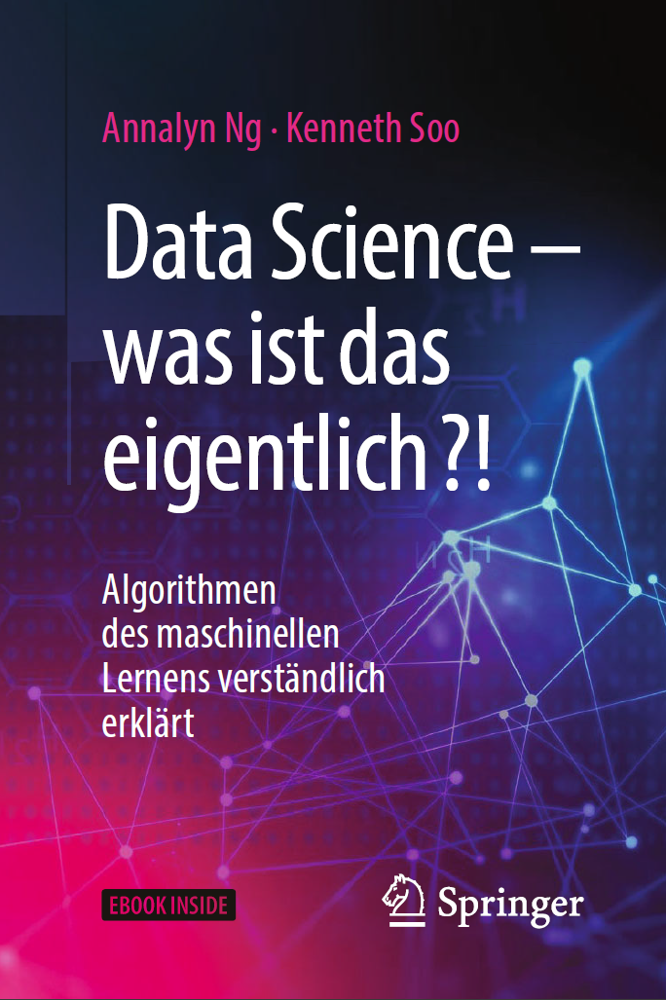 Annalyn Ng · Kenneth Soo
Data Science –
was ist das
eigentlich?!
Algorithmen
des maschinellen
Lernens verständlich
erklärt
EBOOK INSIDE
Springer